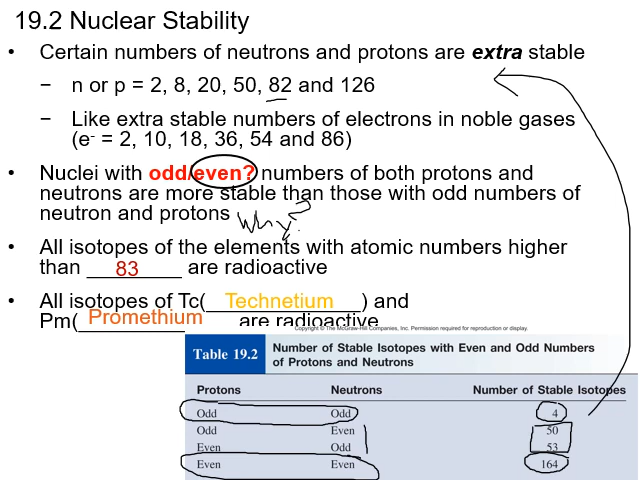 19.2 Nuclear Stability
• Certain numbers of neutrons and protons are extra stable
− n or p = 2, 8, 20, 50, 82 and 126
− Like extra stable numbers of electrons in noble gases
(e- = 2, 10, 18, 36, 54 and 86)
• Nuclei with odd/even? numbers of both protons and
neutrons are more stable than those with odd numbers of
neutron and protons Why?
• All isotopes of the elements with atomic numbers higher
than 83 are radioactive
• All isotopes of Tc(Technetium) and
Pm(Promethium are radioactive
Copyright © The McGraw-Hill Companies, Inc. Permission required for reproduction or display.
Table 19.2 Number of Stable Isotopes with Even and Odd Numbers
of Protons and Neutrons
Protons Neutrons Number of Stable Isotopes
Odd Odd 4
Odd Even 50
Even Odd 53
Even Even 164